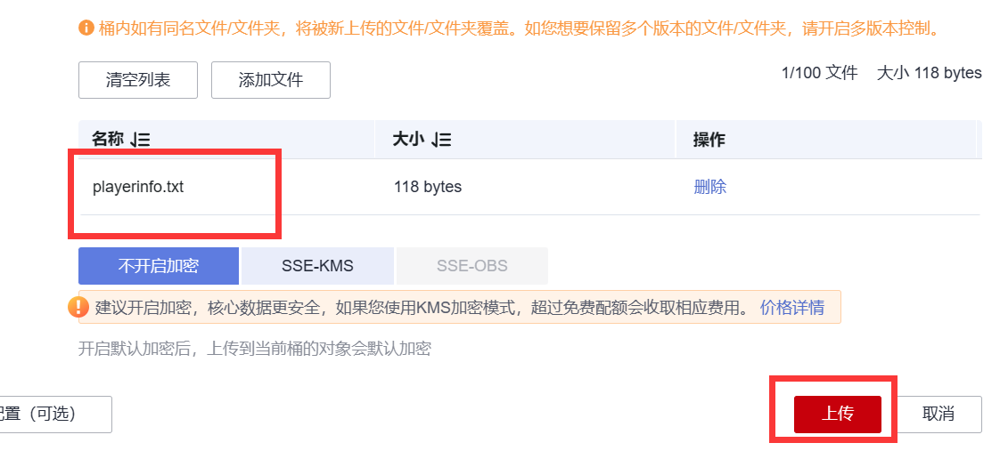 桶内如有同名文件/文件夹，将被新上传的文件/文件夹覆盖。如您想要保留多个版本的文件/文件夹，请开启多版本控制。
清空列表 添加文件 1/100 文件 大小 118 bytes
名称 大小 操作
playerinfo.txt 118 bytes 删除
不开启加密 SSE-KMS SSE-OBS
建议开启加密，核心数据更安全，如果您使用KMS加密模式，超过免费配额会收取相应费用。 价格详情
开启默认加密后，上传到当前桶的对象会默认加密
置（可选） 上传 取消